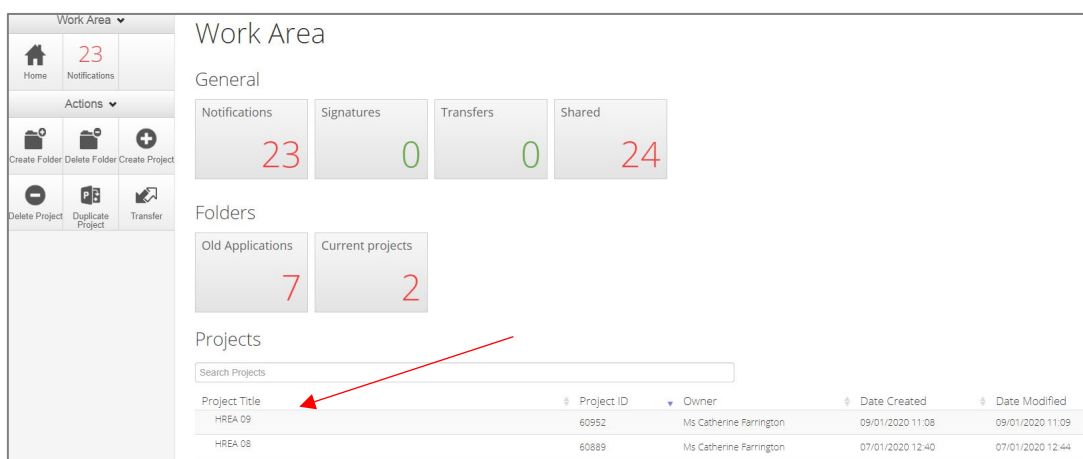 Work Area
23
Home Notifications
Actions
Create Folder Delete Folder Create Project
Delete Project Duplicate Project Transfer
Work Area
General
Notifications Signatures Transfers Shared
23 0 0 24
Folders
Old Applications Current projects
7 2
Projects
Search Projects
Project Title Project ID Owner Date Created Date Modified
HREA 09 60952 Ms Catherine Farrington 09/01/2020 11:08 09/01/2020 11:09
HREA 08 60889 Ms Catherine Farrington 07/01/2020 12:40 07/01/2020 12:44